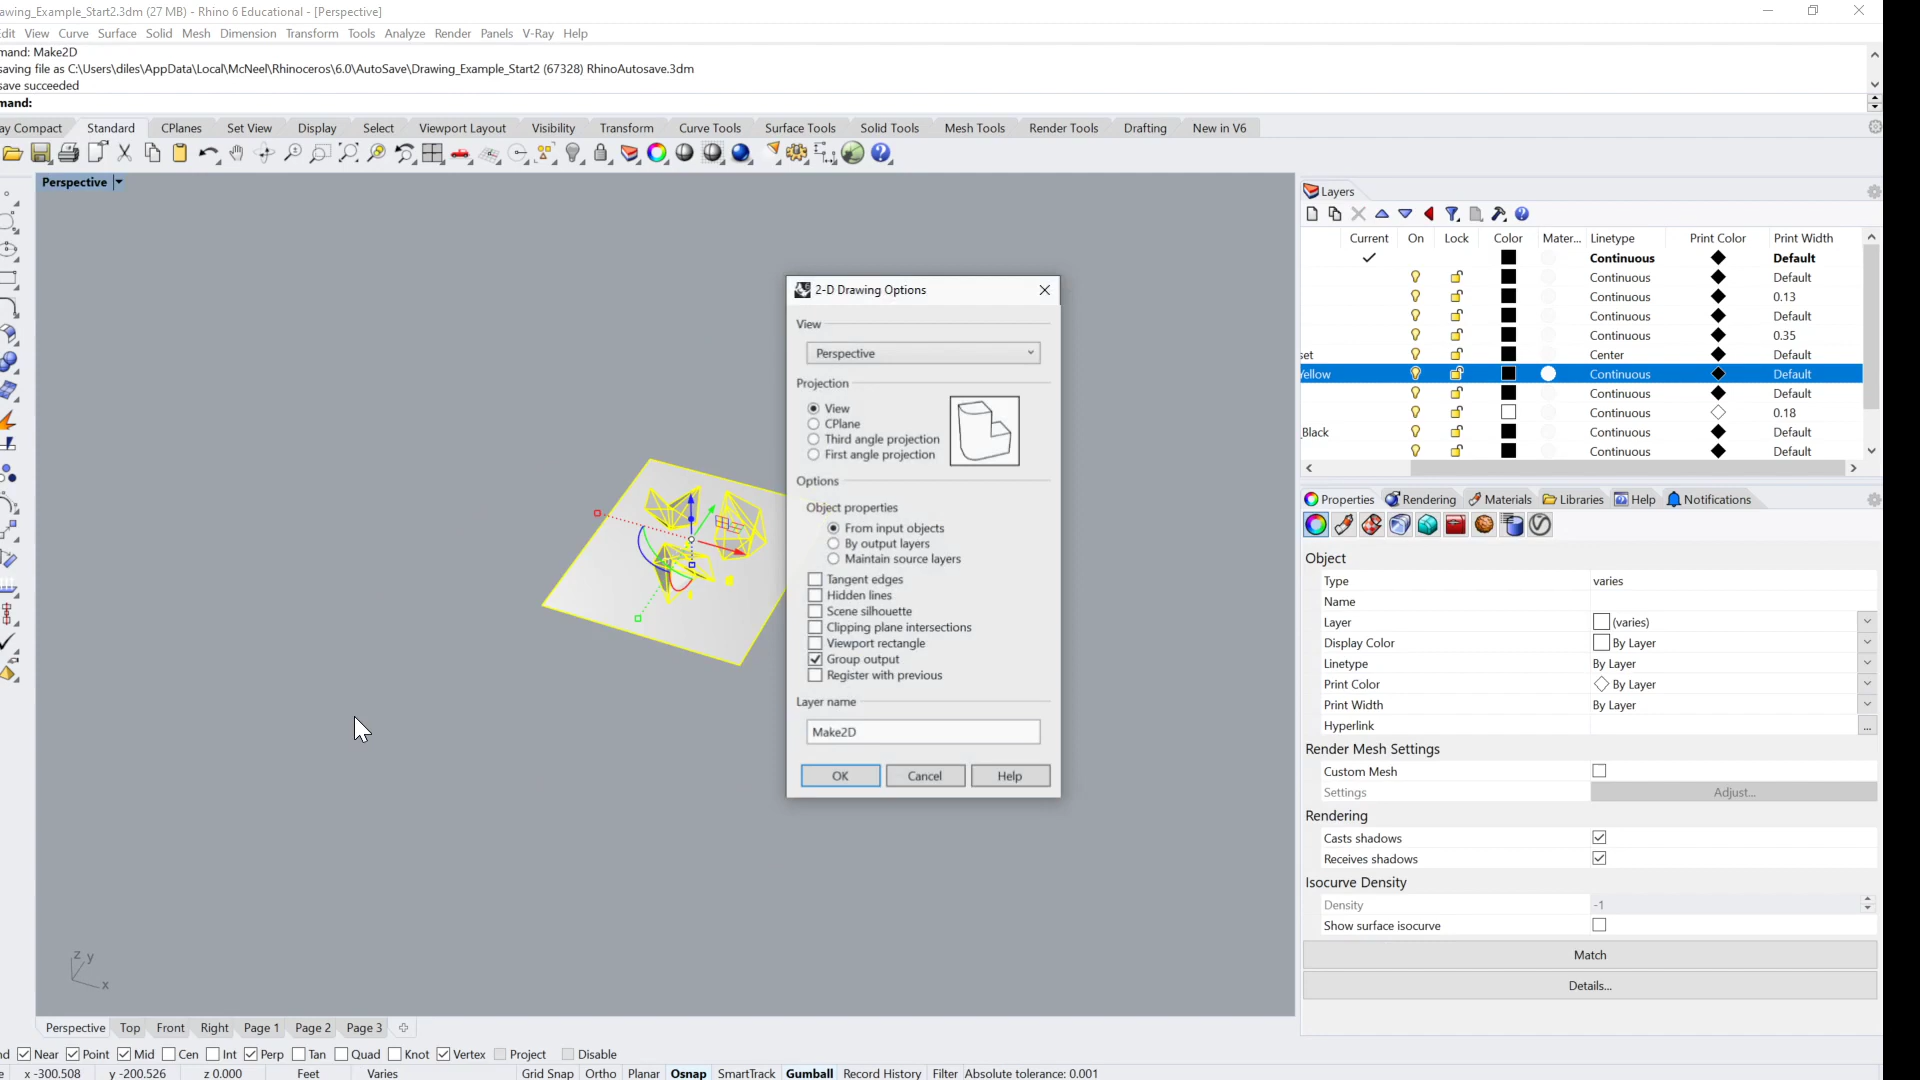 awing_Example_Start2.3dm (27 MB) - Rhino 6 Educational - [Perspective]
dit View Curve Surface Solid Mesh Dimension Transform Tools Analyze Render Panels V-Ray Help
mand: Make2D
saving file as C:\Users\diles\AppData\Local\McNeel\Rhinoceros\6.0\AutoSave\Drawing_Example_Start2 (67328) RhinoAutosave.3dm
save succeeded
mand:
ay Compact Standard CPlanes Set View Display Select Viewport Layout Visibility Transform Curve Tools Surface Tools Solid Tools Mesh Tools Render Tools Drafting New in V6
Perspective
2-D Drawing Options
View
Perspective
Projection
View
CPlane
Third angle projection
First angle projection
Options
Object properties
From input objects
By output layers
Maintain source layers
Tangent edges
Hidden lines
Scene silhouette
Clipping plane intersections
Viewport rectangle
Group output
Register with previous
Layer name
Make2D
OK Cancel Help
z y
x
Layers
Current On Lock Color Mater... Linetype Print Color Print Width
Continuous Default
Continuous Default
Continuous 0.13
Continuous Default
Continuous 0.35
set Center Default
Yellow Continuous Default
Continuous Default
Continuous 0.18
_Black Continuous Default
Continuous Default
Properties Rendering Materials Libraries Help Notifications
Object
Type varies
Name
Layer (varies)
Display Color By Layer
Linetype By Layer
Print Color By Layer
Print Width By Layer
Hyperlink ...
Render Mesh Settings
Custom Mesh
Settings Adjust...
Rendering
Casts shadows
Receives shadows
Isocurve Density
Density -1
Show surface isocurve
Match
Details...
Perspective Top Front Right Page 1 Page 2 Page 3
nd Near Point Mid Cen Int Perp Tan Quad Knot Vertex Project Disable
e x -300.508 y -200.526 z 0.000 Feet Varies Grid Snap Ortho Planar Osnap SmartTrack Gumball Record History Filter Absolute tolerance: 0.001